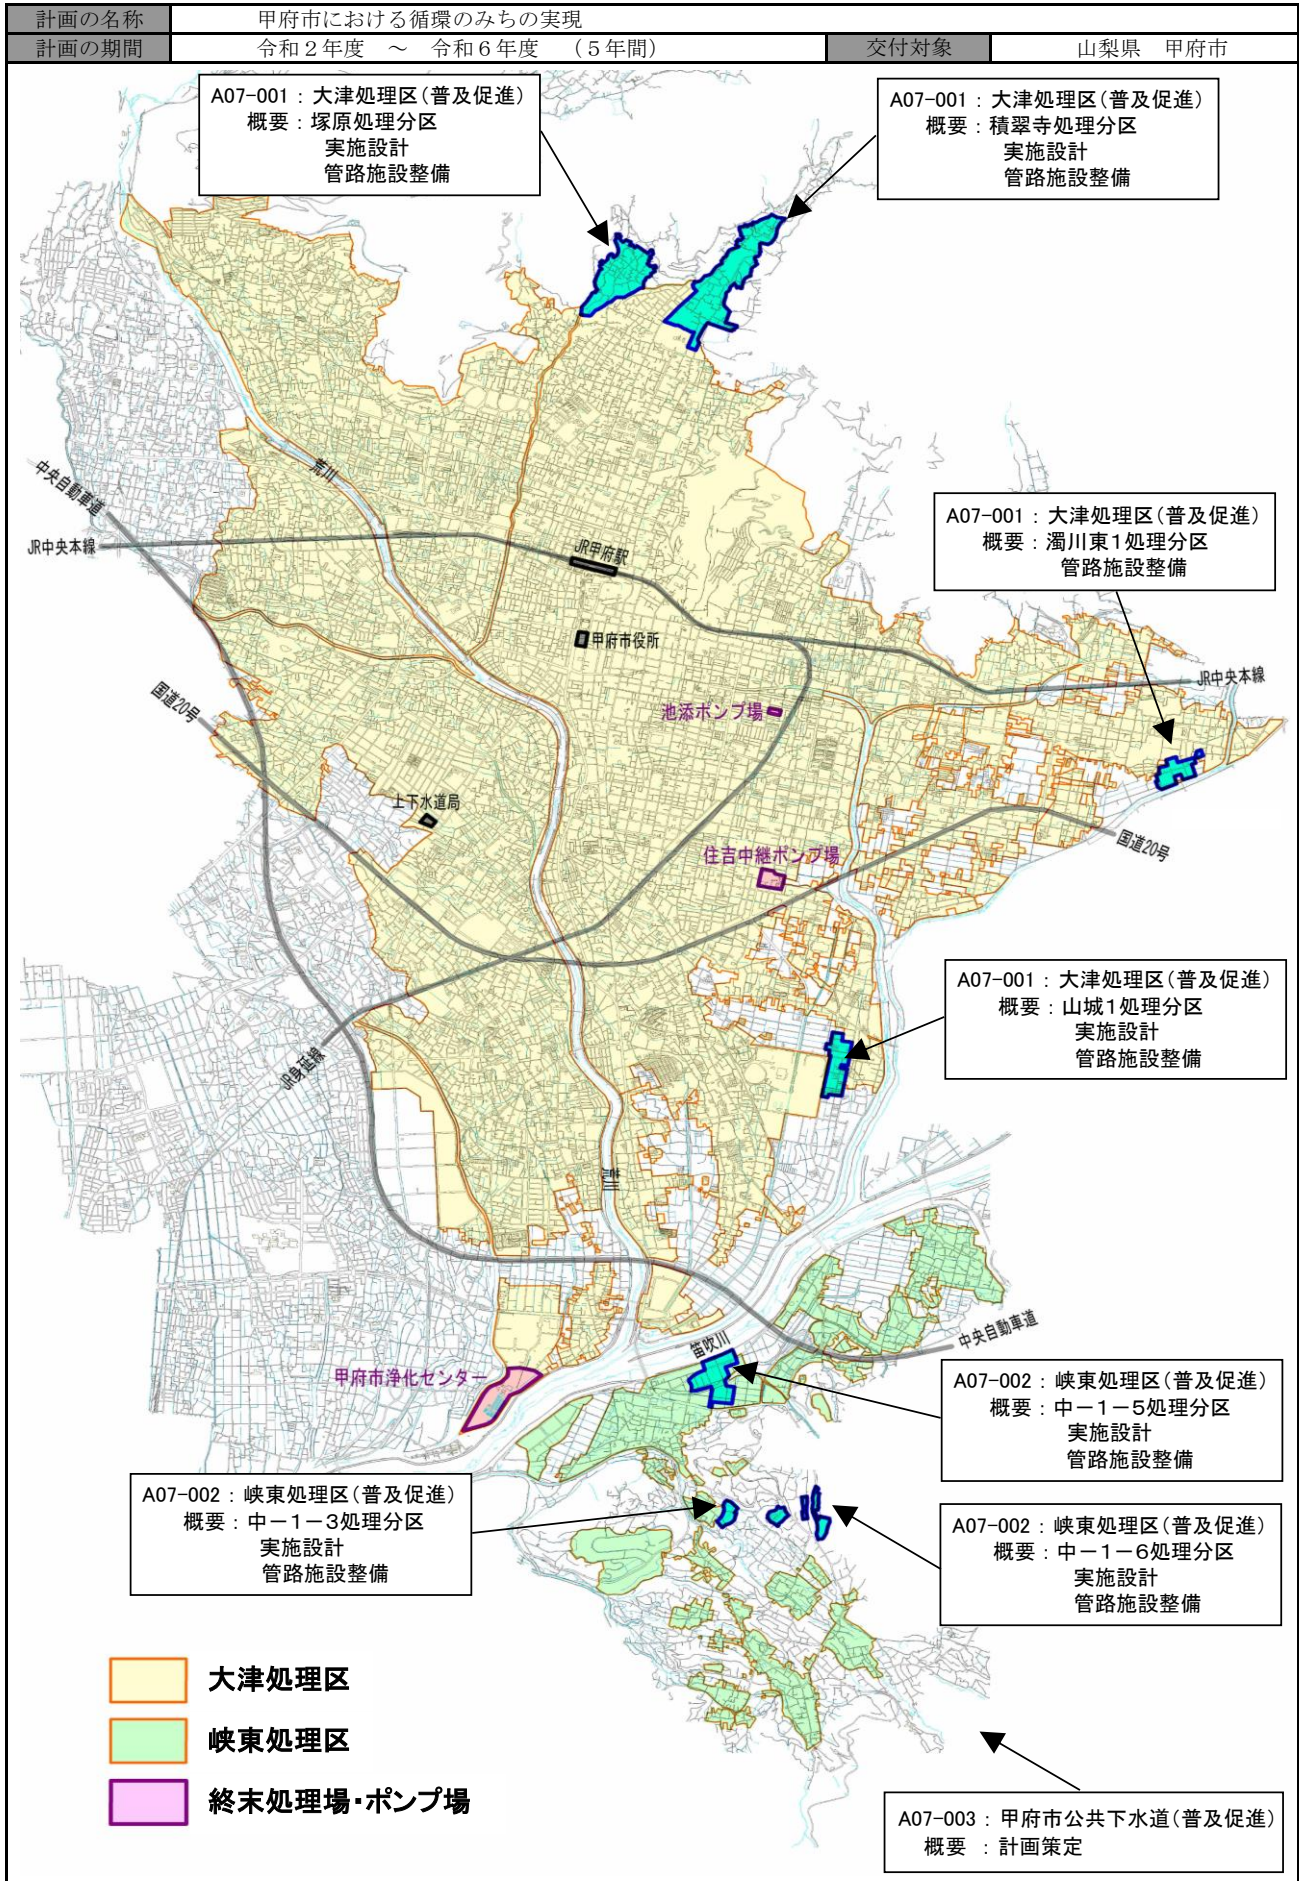 計画の名称 甲府市における循環のみちの実現
計画の期間 令和２年度 ～ 令和６年度 （５年間） 交付対象 山梨県 甲府市
A07-001：大津処理区（普及促進）
概要：塚原処理分区
実施設計
管路施設整備
A07-001：大津処理区（普及促進）
概要：積翠寺処理分区
実施設計
管路施設整備
中央自動車道
荒川
JR中央本線
JR甲府駅
A07-001：大津処理区（普及促進）
概要：濁川東1処理分区
管路施設整備
甲府市役所
JR中央本線
国道20号
池添ポンプ場
上下水道局
国道20号
住吉中継ポンプ場
A07-001：大津処理区（普及促進）
概要：山城1処理分区
実施設計
管路施設整備
JR身延線
荒川
中央自動車道
笛吹川
甲府市浄化センター
A07-002：峡東処理区（普及促進）
概要：中－1－5処理分区
実施設計
管路施設整備
A07-002：峡東処理区（普及促進）
概要：中－1－3処理分区
実施設計
管路施設整備
A07-002：峡東処理区（普及促進）
概要：中－1－6処理分区
実施設計
管路施設整備
大津処理区
峡東処理区
終末処理場・ポンプ場
A07-003：甲府市公共下水道（普及促進）
概要 ：計画策定